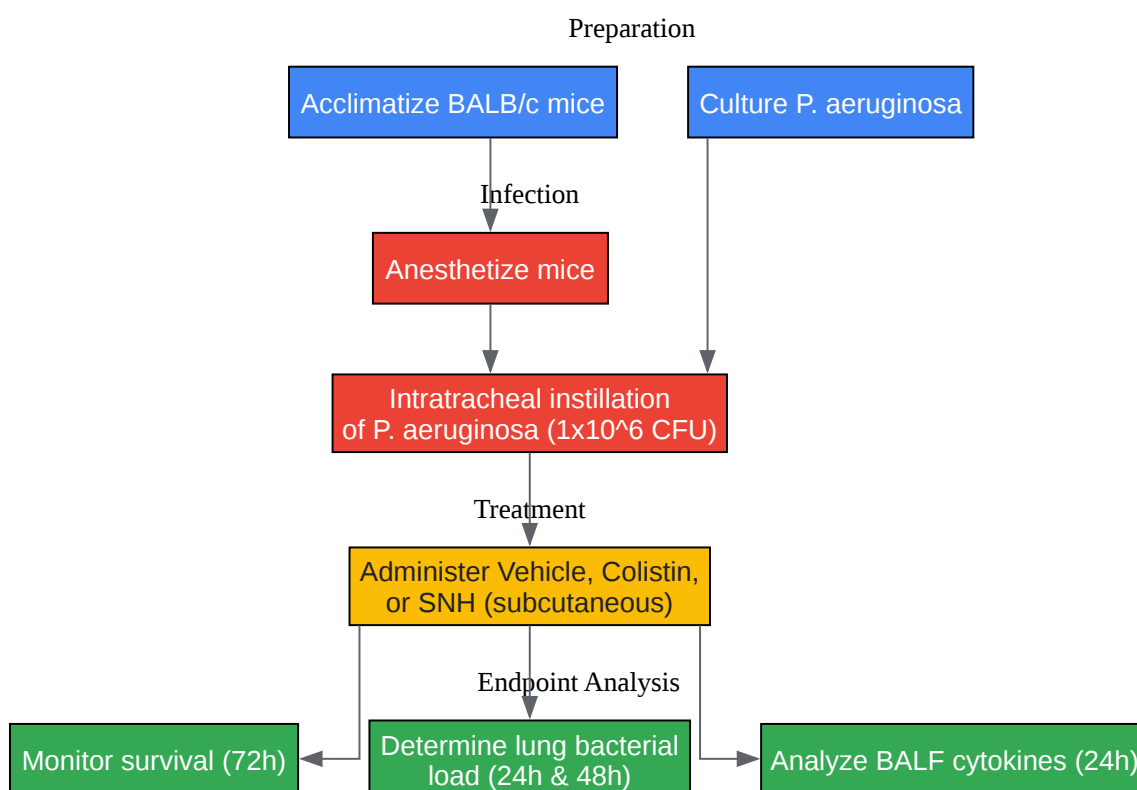 Preparation
Acclimatize BALB/c mice
Culture P. aeruginosa
Infection
Anesthetize mice
Intratracheal instillation
of P. aeruginosa (1x10^6 CFU)
Treatment
Administer Vehicle, Colistin,
or SNH (subcutaneous)
Endpoint Analysis
Monitor survival (72h)
Determine lung bacterial
load (24h & 48h)
Analyze BALF cytokines (24h)